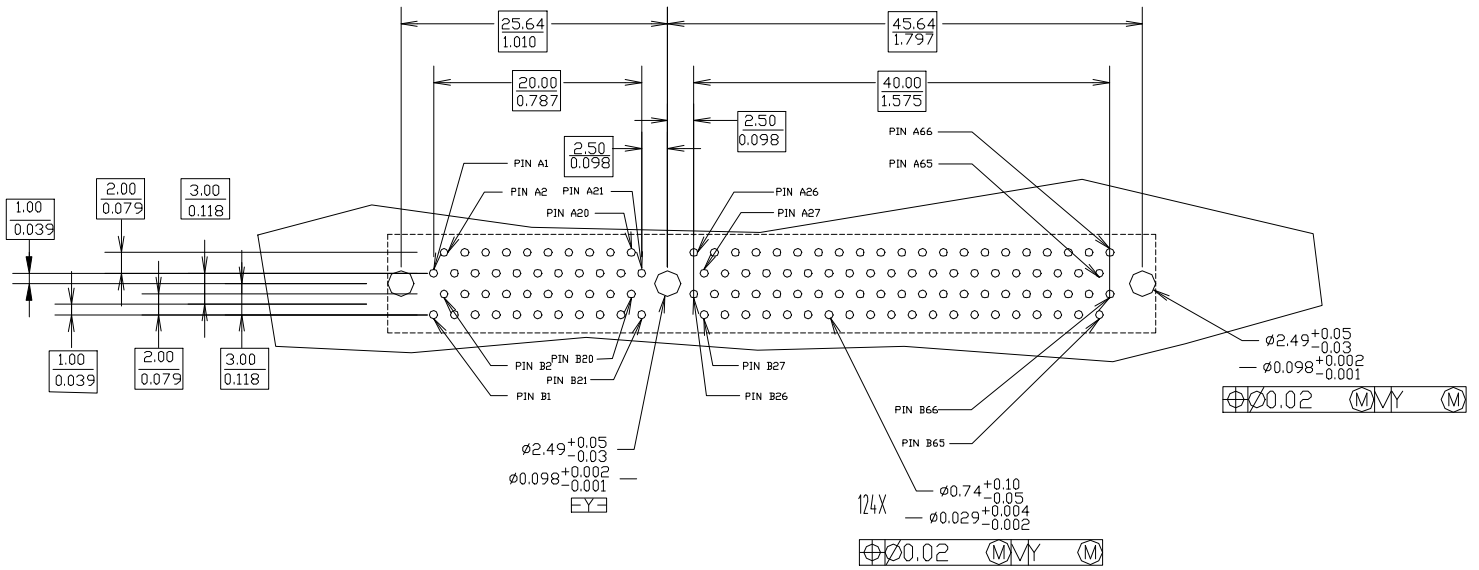 25.64
1.010
45.64
1.797
20.00
0.787
40.00
1.575
2.50
0.098
2.50
0.098
PIN A66
PIN A65
PIN A1
PIN A2
PIN A21
PIN A20
PIN A26
PIN A27
2.00
0.079
3.00
0.118
1.00
0.039
1.00
0.039
2.00
0.079
3.00
0.118
PIN B2
PIN B20
PIN B21
PIN B1
PIN B27
PIN B26
PIN B66
PIN B65
Ø2.49 +0.05 -0.03
Ø0.098 +0.002 -0.001
⌖ Ø0.02 Ⓜ Y Ⓜ
Ø2.49 +0.05 -0.03
Ø0.098 +0.002 -0.001
-Y-
124X
Ø0.74 +0.10 -0.05
Ø0.029 +0.004 -0.002
⌖ Ø0.02 Ⓜ Y Ⓜ